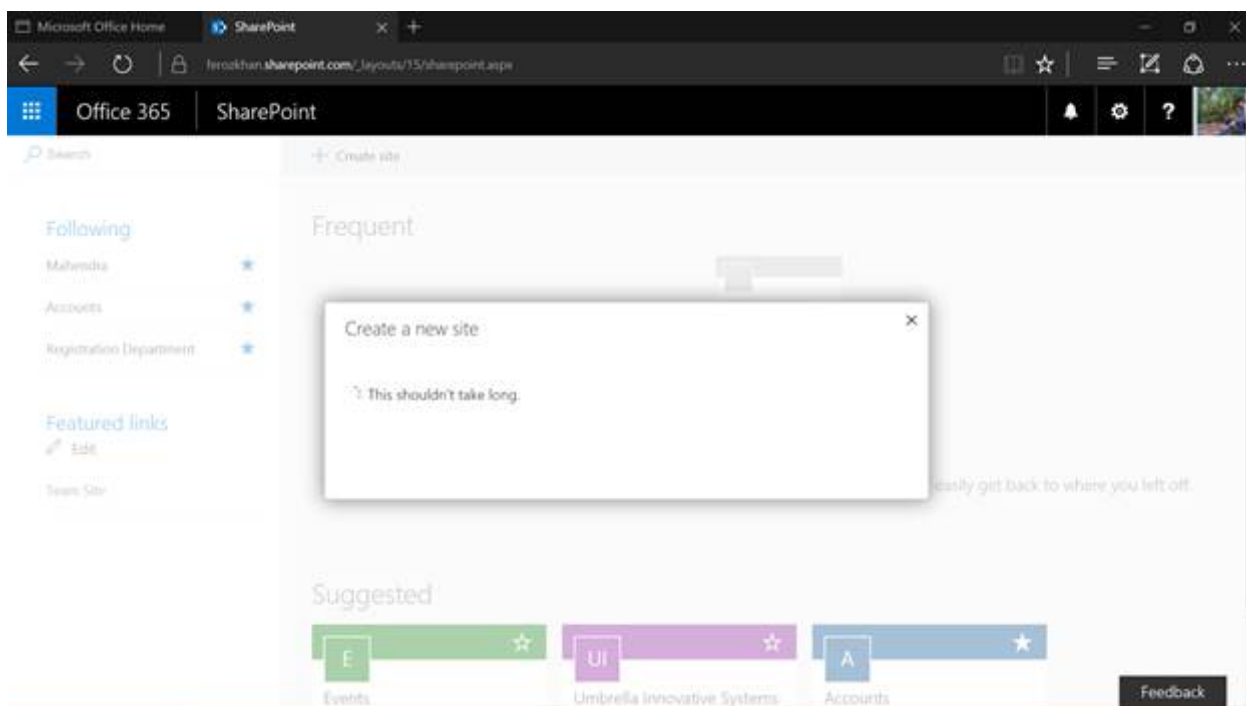 Microsoft Office Home
SharePoint
ferozkhan.sharepoint.com/_layouts/15/sharepoint.aspx
Office 365
SharePoint
?
Search
+ Create site
Following
Mahendra
Accounts
Registration Department
Featured links
Edit
Team Site
Frequent
Create a new site
This shouldn't take long.
easily get back to where you left off.
Suggested
E
Events
UI
Umbrella Innovative Systems
A
Accounts
Feedback